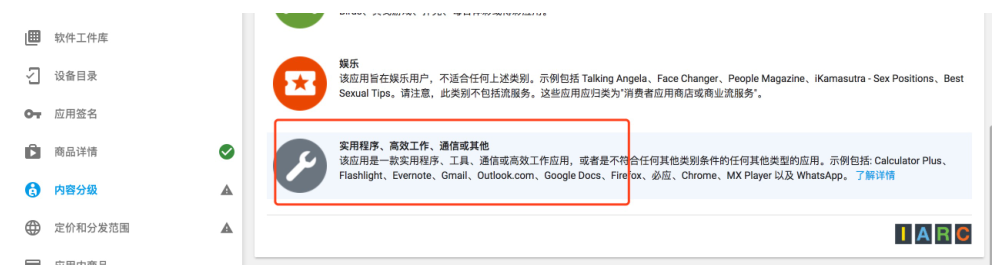 软件工件库
娱乐
设备目录
该应用旨在娱乐用户，不适合任何上述类别。示例包括 Talking Angela、Face Changer、People Magazine、iKamasutra - Sex Positions、Best
Sexual Tips。请注意，此类别不包括流服务。这些应用应归类为"消费者应用商店或商业流服务"。
应用签名
商品详情
实用程序、高效工作、通信或其他
该应用是一款实用程序、工具、通信或高效工作应用，或者是不符合任何其他类别条件的任何其他类型的应用。示例包括: Calculator Plus、
Flashlight、Evernote、Gmail、Outlook.com、Google Docs、Firefox、必应、Chrome、MX Player 以及 WhatsApp。 了解详情
内容分级
定价和分发范围
IARC
应用内商品